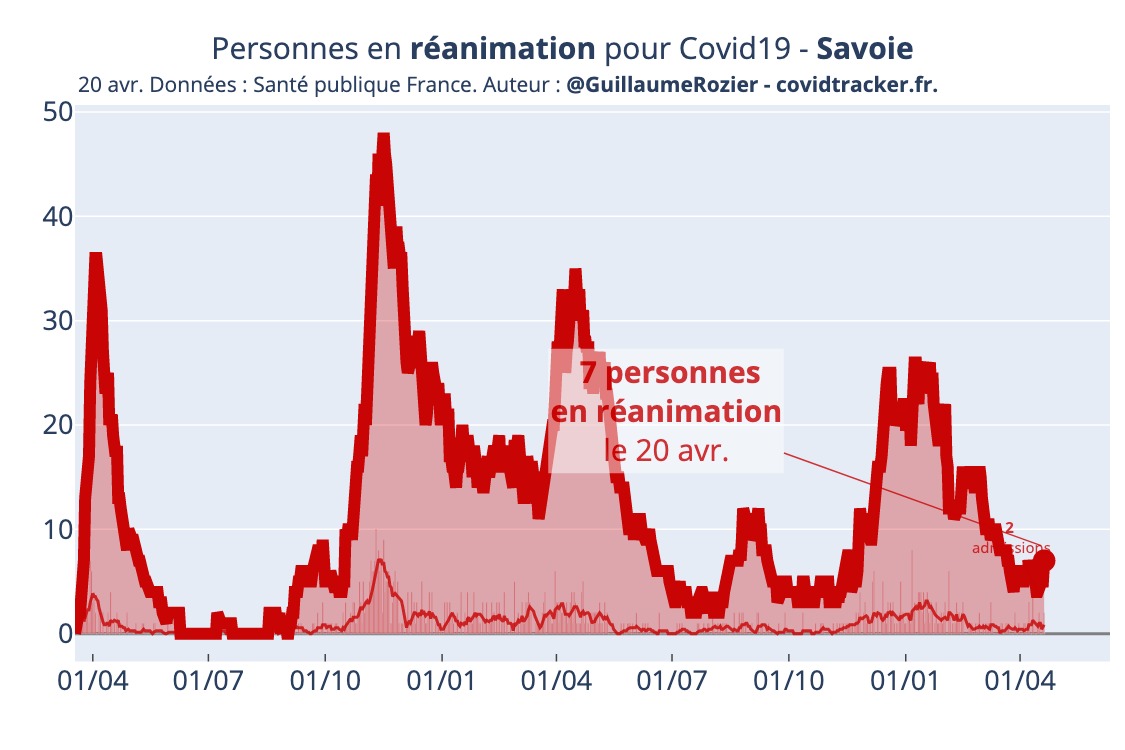 Personnes en réanimation pour Covid19 - Savoie
20 avr. Données : Santé publique France. Auteur : @GuillaumeRozier - covidtracker.fr.
50
40
30
20
10
0
7 personnes
en réanimation
le 20 avr.
2
admissions
01/04 01/07 01/10 01/01 01/04 01/07 01/10 01/01 01/04